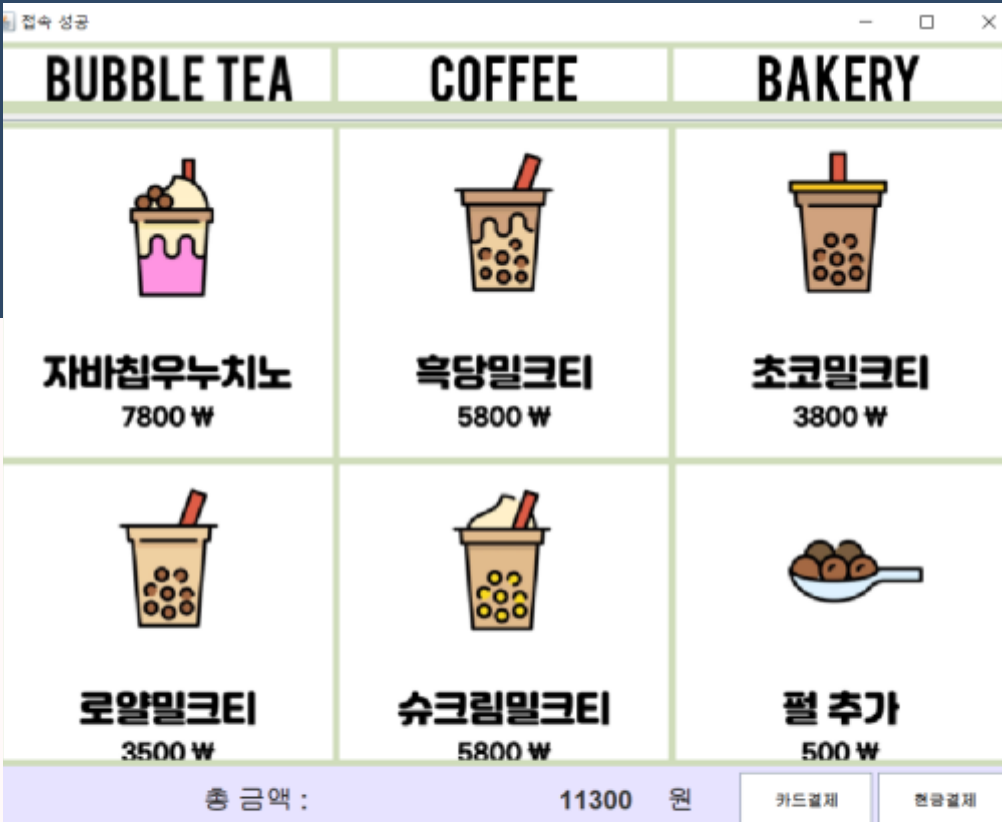 접속 성공
BUBBLE TEA COFFEE BAKERY
자바칩우누치노 흑당밀크티 초코밀크티
7800 ₩ 5800 ₩ 3800 ₩
로얄밀크티 슈크림밀크티 펄 추가
3500 ₩ 5800 ₩ 500 ₩
총 금액 : 11300 원 카드결제 현금결제